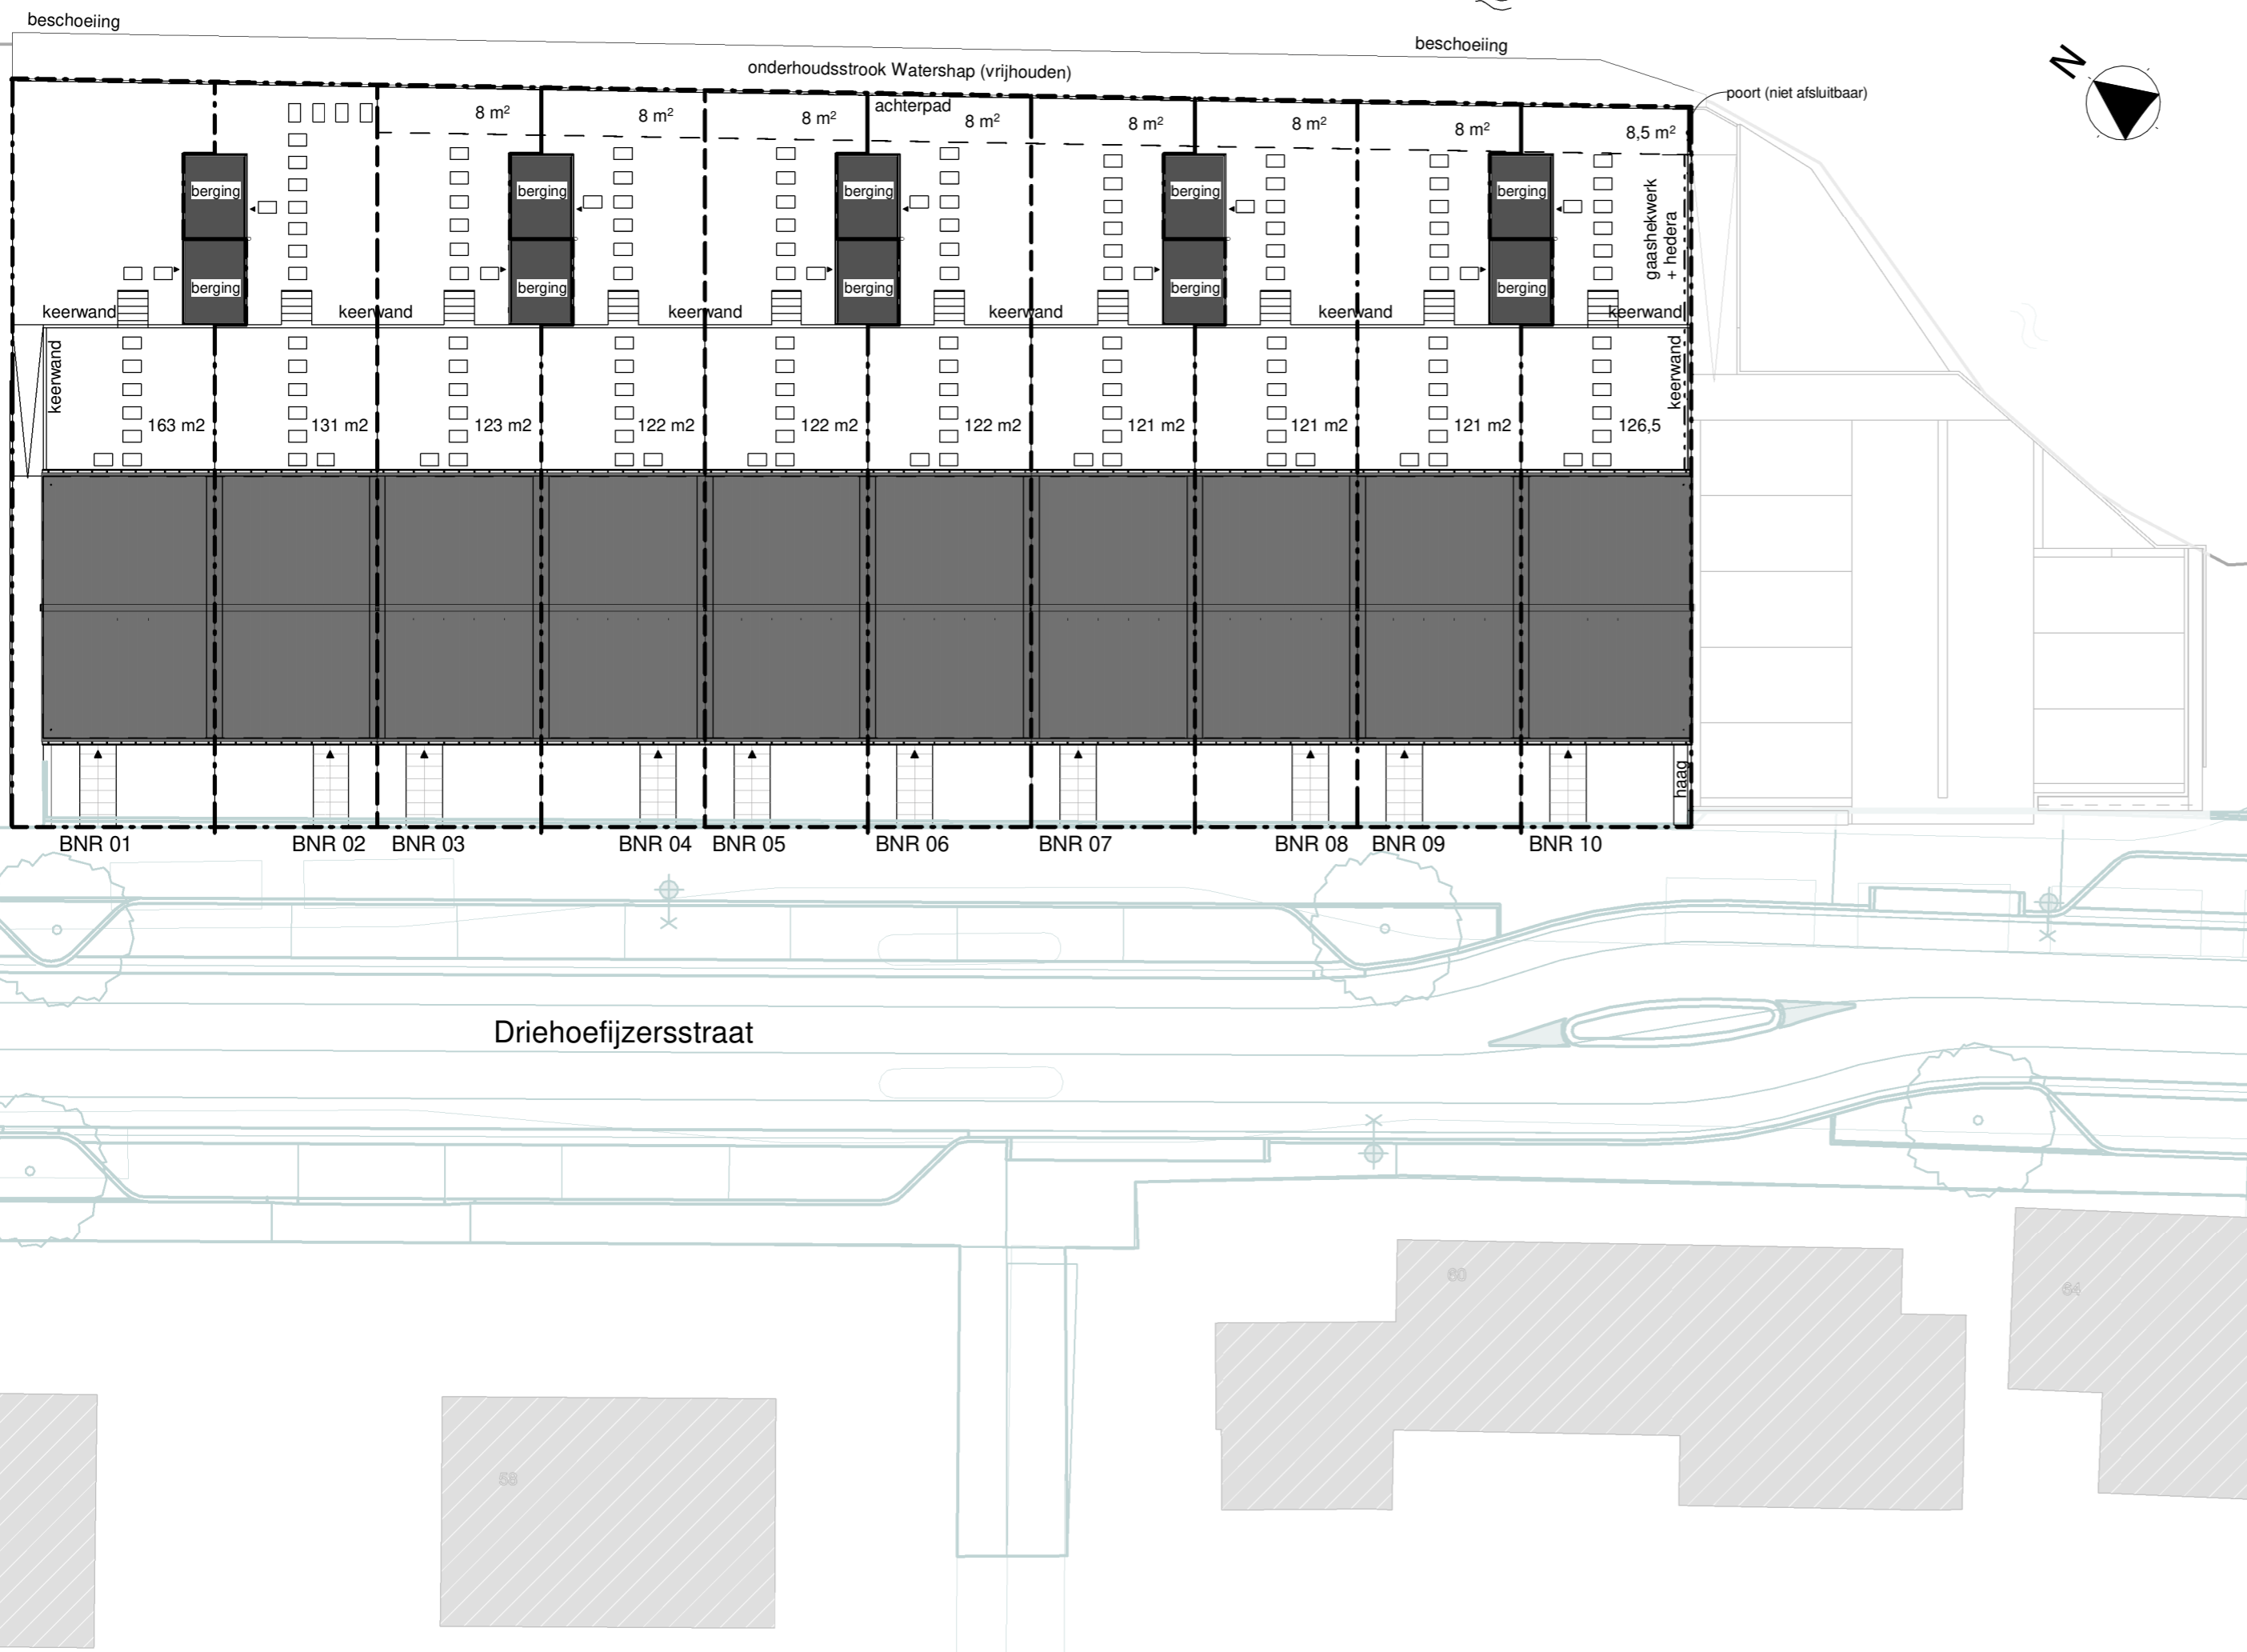 beschoeiing
beschoeiing
N
onderhoudsstrook Watershap (vrijhouden)
poort (niet afsluitbaar)
achterpad
8 m²
8 m²
8 m²
8 m²
8 m²
8 m²
8 m²
8,5 m²
berging
berging
berging
berging
berging
gaashekwerk
+ hedera
berging
berging
berging
berging
berging
keerwand
keerwand
keerwand
keerwand
keerwand
keerwand
keerwand
keerwand
163 m2
131 m2
123 m2
122 m2
122 m2
122 m2
121 m2
121 m2
121 m2
126,5
haag
BNR 01
BNR 02
BNR 03
BNR 04
BNR 05
BNR 06
BNR 07
BNR 08
BNR 09
BNR 10
Driehoefijzersstraat
60
64
58